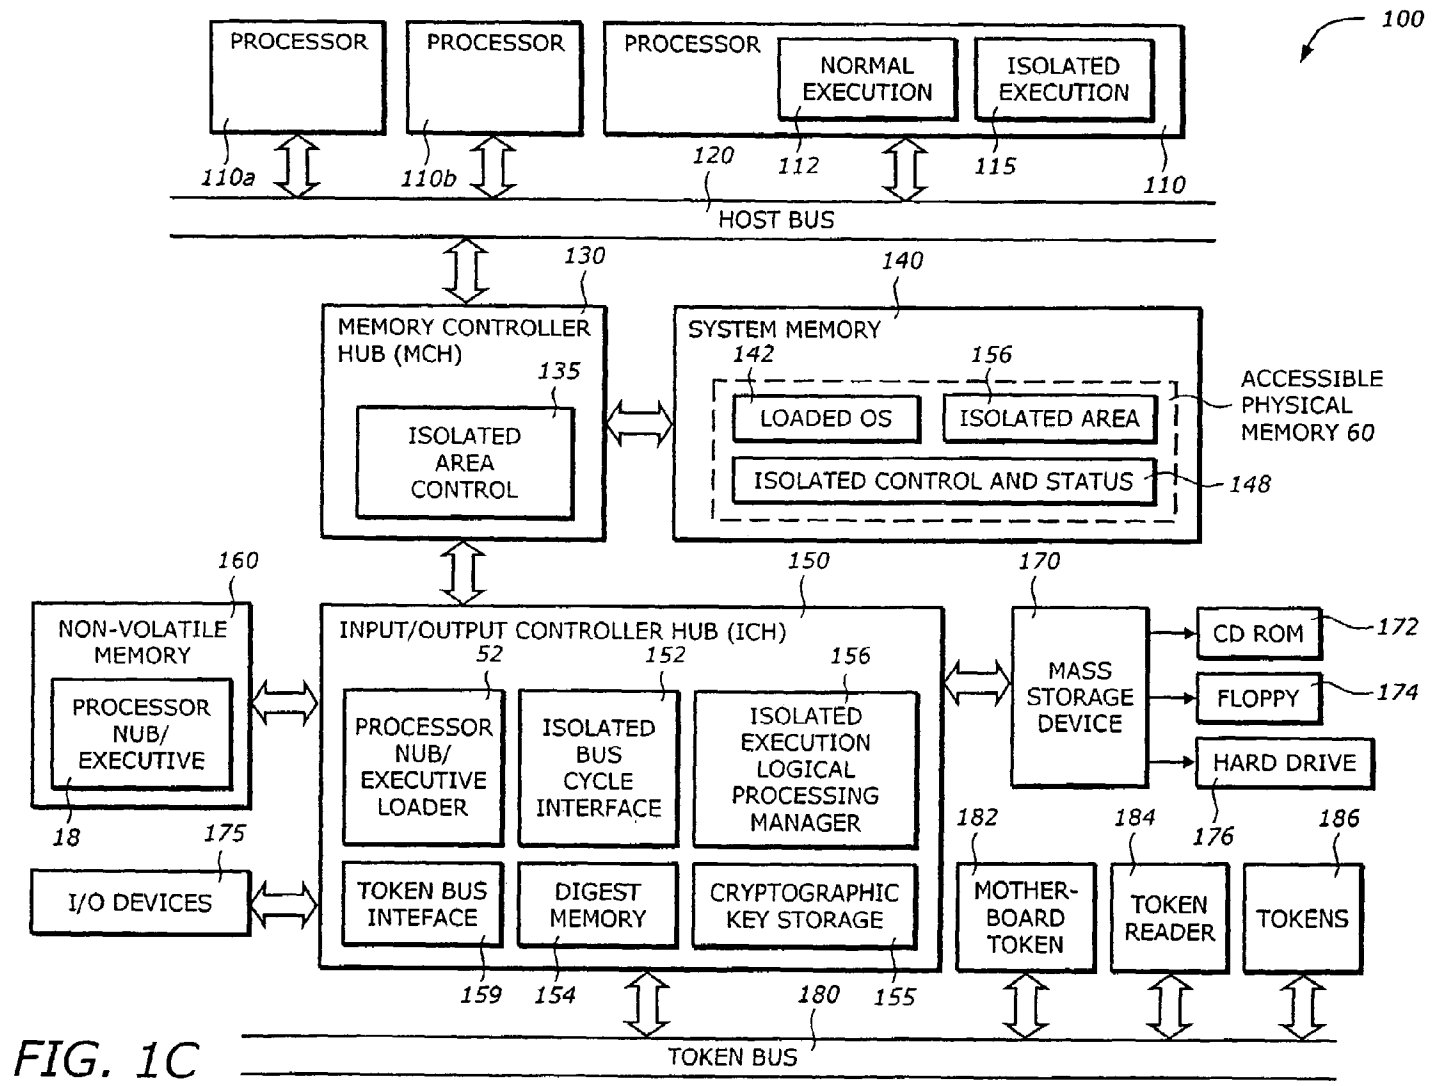 100
PROCESSOR
PROCESSOR
PROCESSOR
NORMAL
EXECUTION
ISOLATED
EXECUTION
110a
110b
120
112
115
110
HOST BUS
130
140
MEMORY CONTROLLER
HUB (MCH)
135
ISOLATED
AREA
CONTROL
SYSTEM MEMORY
142
156
LOADED OS
ISOLATED AREA
ISOLATED CONTROL AND STATUS
ACCESSIBLE
PHYSICAL
MEMORY 60
148
160
150
170
NON-VOLATILE
MEMORY
PROCESSOR
NUB/
EXECUTIVE
18
175
I/O DEVICES
INPUT/OUTPUT CONTROLLER HUB (ICH)
52
152
156
PROCESSOR
NUB/
EXECUTIVE
LOADER
ISOLATED
BUS
CYCLE
INTERFACE
ISOLATED
EXECUTION
LOGICAL
PROCESSING
MANAGER
TOKEN BUS
INTEFACE
DIGEST
MEMORY
CRYPTOGRAPHIC
KEY STORAGE
159
154
180
155
MASS
STORAGE
DEVICE
CD ROM
172
FLOPPY
174
HARD DRIVE
176
182
184
186
MOTHER-
BOARD
TOKEN
TOKEN
READER
TOKENS
TOKEN BUS
FIG. 1C